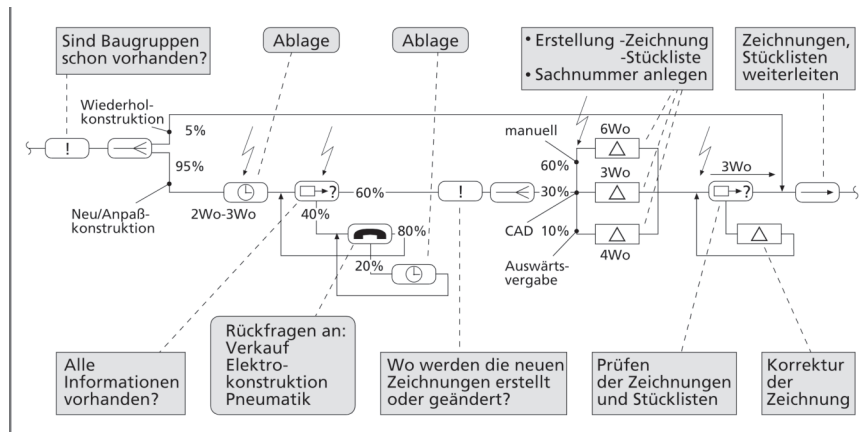 Sind Baugruppen
schon vorhanden?
Ablage
Ablage
• Erstellung -Zeichnung
-Stückliste
• Sachnummer anlegen
Zeichnungen,
Stücklisten
weiterleiten
Wiederhol-
konstruktion
5%
!
95%
Neu/Anpaß-
konstruktion
2Wo-3Wo
?
40%
60%
80%
20%
!
manuell
60%
30%
CAD
10%
Auswärts-
vergabe
6Wo
3Wo
4Wo
3Wo
?
Alle
Informationen
vorhanden?
Rückfragen an:
Verkauf
Elektro-
konstruktion
Pneumatik
Wo werden die neuen
Zeichnungen erstellt
oder geändert?
Prüfen
der Zeichnungen
und Stücklisten
Korrektur
der
Zeichnung